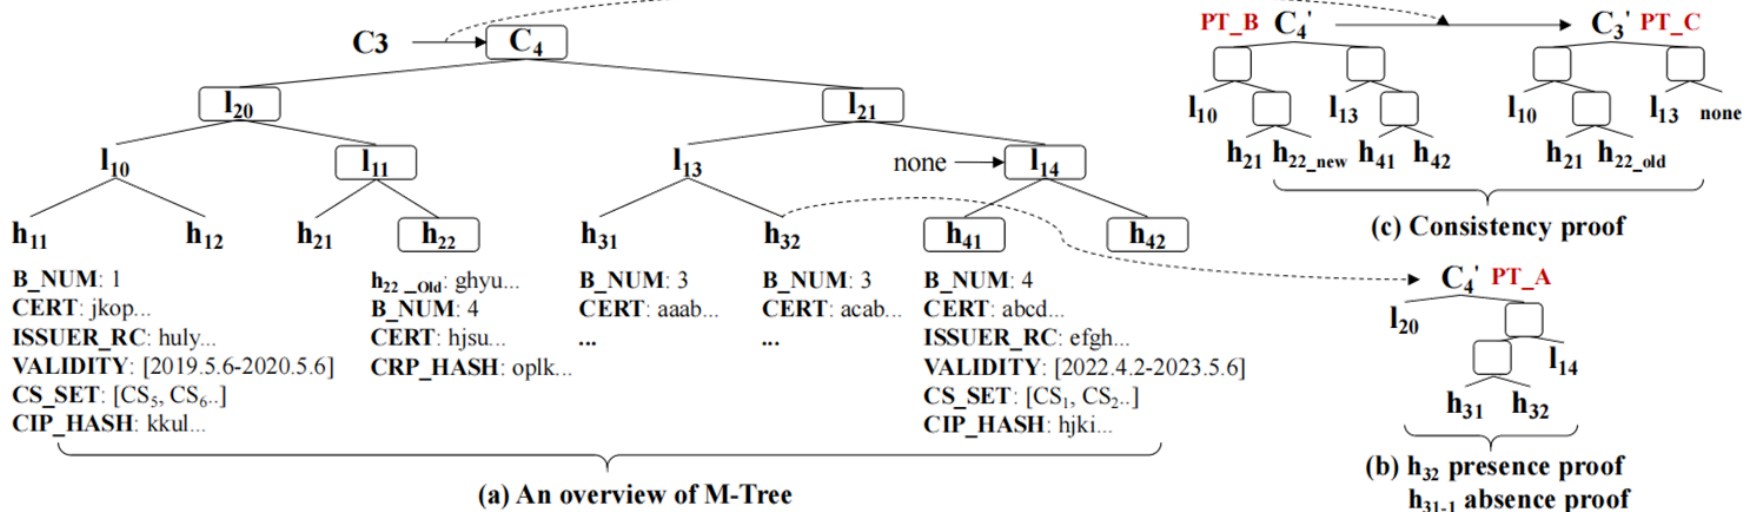 C3 C₄
l₂₀ l₂₁
l₁₀ l₁₁ l₁₃ none l₁₄
h₁₁ h₁₂ h₂₁ h₂₂ h₃₁ h₃₂ h₄₁ h₄₂
B_NUM: 1
CERT: jkop...
ISSUER_RC: huly...
VALIDITY: [2019.5.6-2020.5.6]
CS_SET: [CS₅, CS₆..]
CIP_HASH: kkul...
h₂₂ _Old: ghyu...
B_NUM: 4
CERT: hjsu...
CRP_HASH: oplk...
B_NUM: 3
CERT: aaab...
...
B_NUM: 3
CERT: acab...
...
B_NUM: 4
CERT: abcd...
ISSUER_RC: efgh...
VALIDITY: [2022.4.2-2023.5.6]
CS_SET: [CS₁, CS₂..]
CIP_HASH: hjki...
(a) An overview of M-Tree
PT_B C₄' C₃' PT_C
l₁₀ l₁₃ l₁₀ l₁₃ none
h₂₁ h₂₂_new h₄₁ h₄₂ h₂₁ h₂₂_old
(c) Consistency proof
C₄' PT_A
l₂₀
l₁₄
h₃₁ h₃₂
(b) h₃₂ presence proof
h₃₁₋₁ absence proof